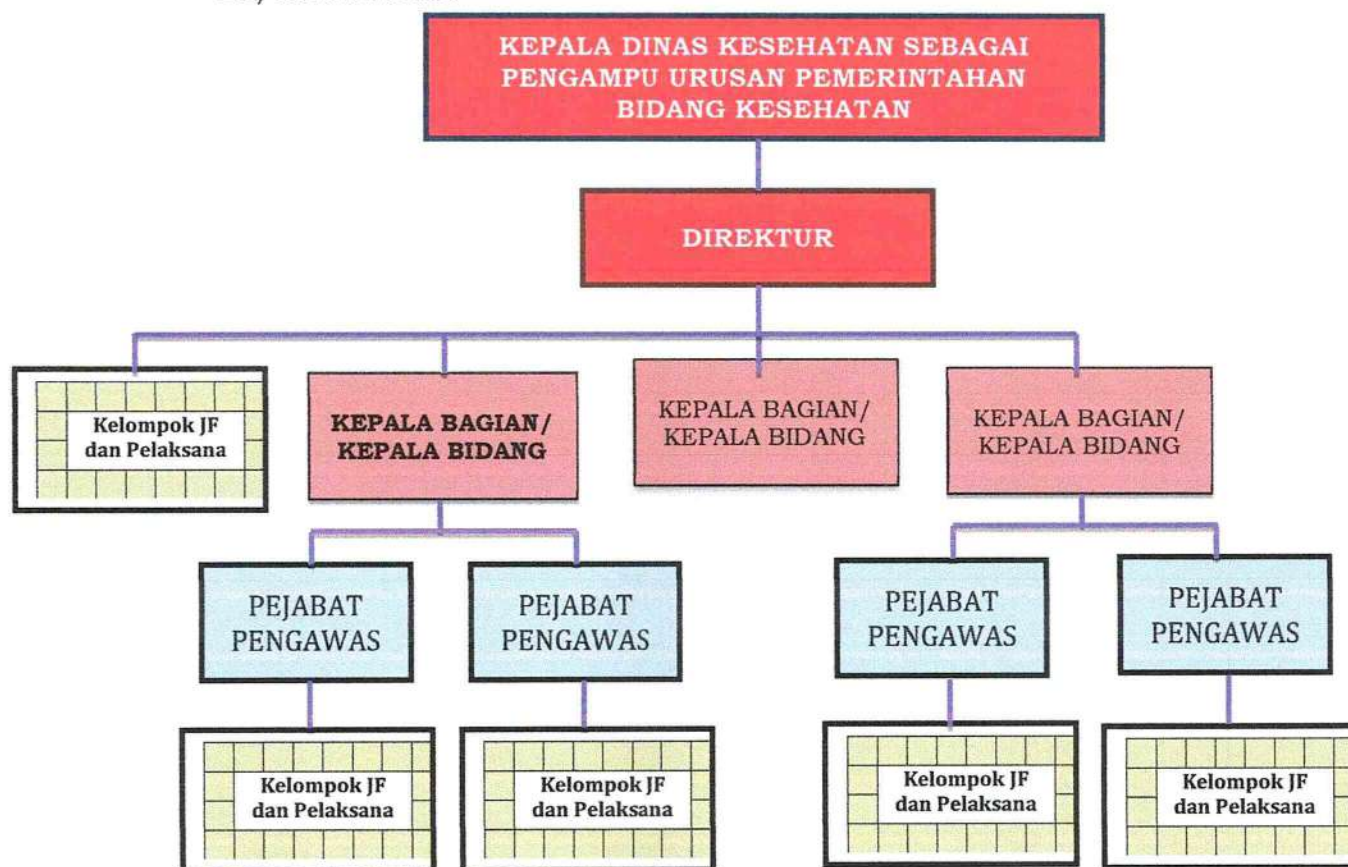 KEPALA DINAS KESEHATAN SEBAGAI
PENGAMPU URUSAN PEMERINTAHAN
BIDANG KESEHATAN
DIREKTUR
Kelompok JF
dan Pelaksana
KEPALA BAGIAN/
KEPALA BIDANG
KEPALA BAGIAN/
KEPALA BIDANG
KEPALA BAGIAN/
KEPALA BIDANG
PEJABAT
PENGAWAS
PEJABAT
PENGAWAS
PEJABAT
PENGAWAS
PEJABAT
PENGAWAS
Kelompok JF
dan Pelaksana
Kelompok JF
dan Pelaksana
Kelompok JF
dan Pelaksana
Kelompok JF
dan Pelaksana